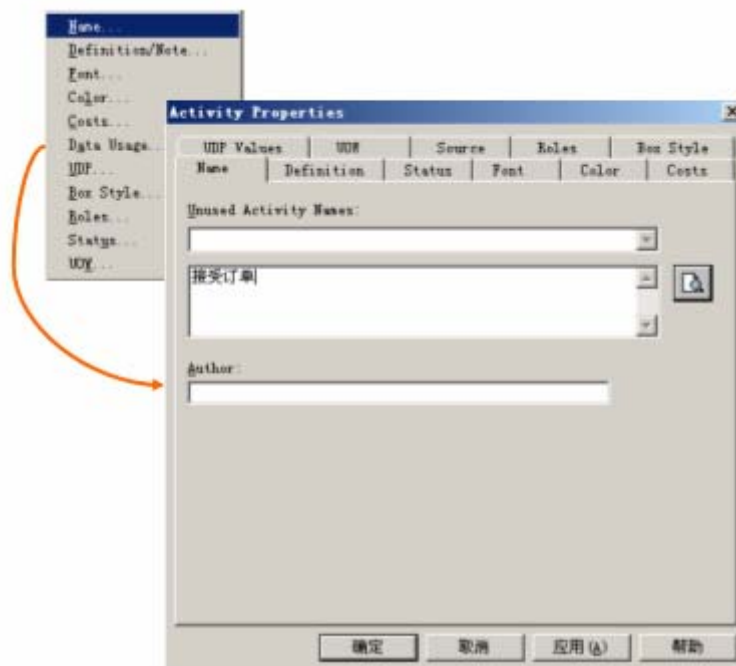 Name...
Definition/Note...
Font...
Color...
Costs...
Data Usage...
UDP...
Box Style...
Roles...
Status...
UOW...
Activity Properties
UDP Values UOW Source Roles Box Style
Name Definition Status Font Color Costs
Unused Activity Names:
接受订单
Author:
确定 取消 应用(A) 帮助